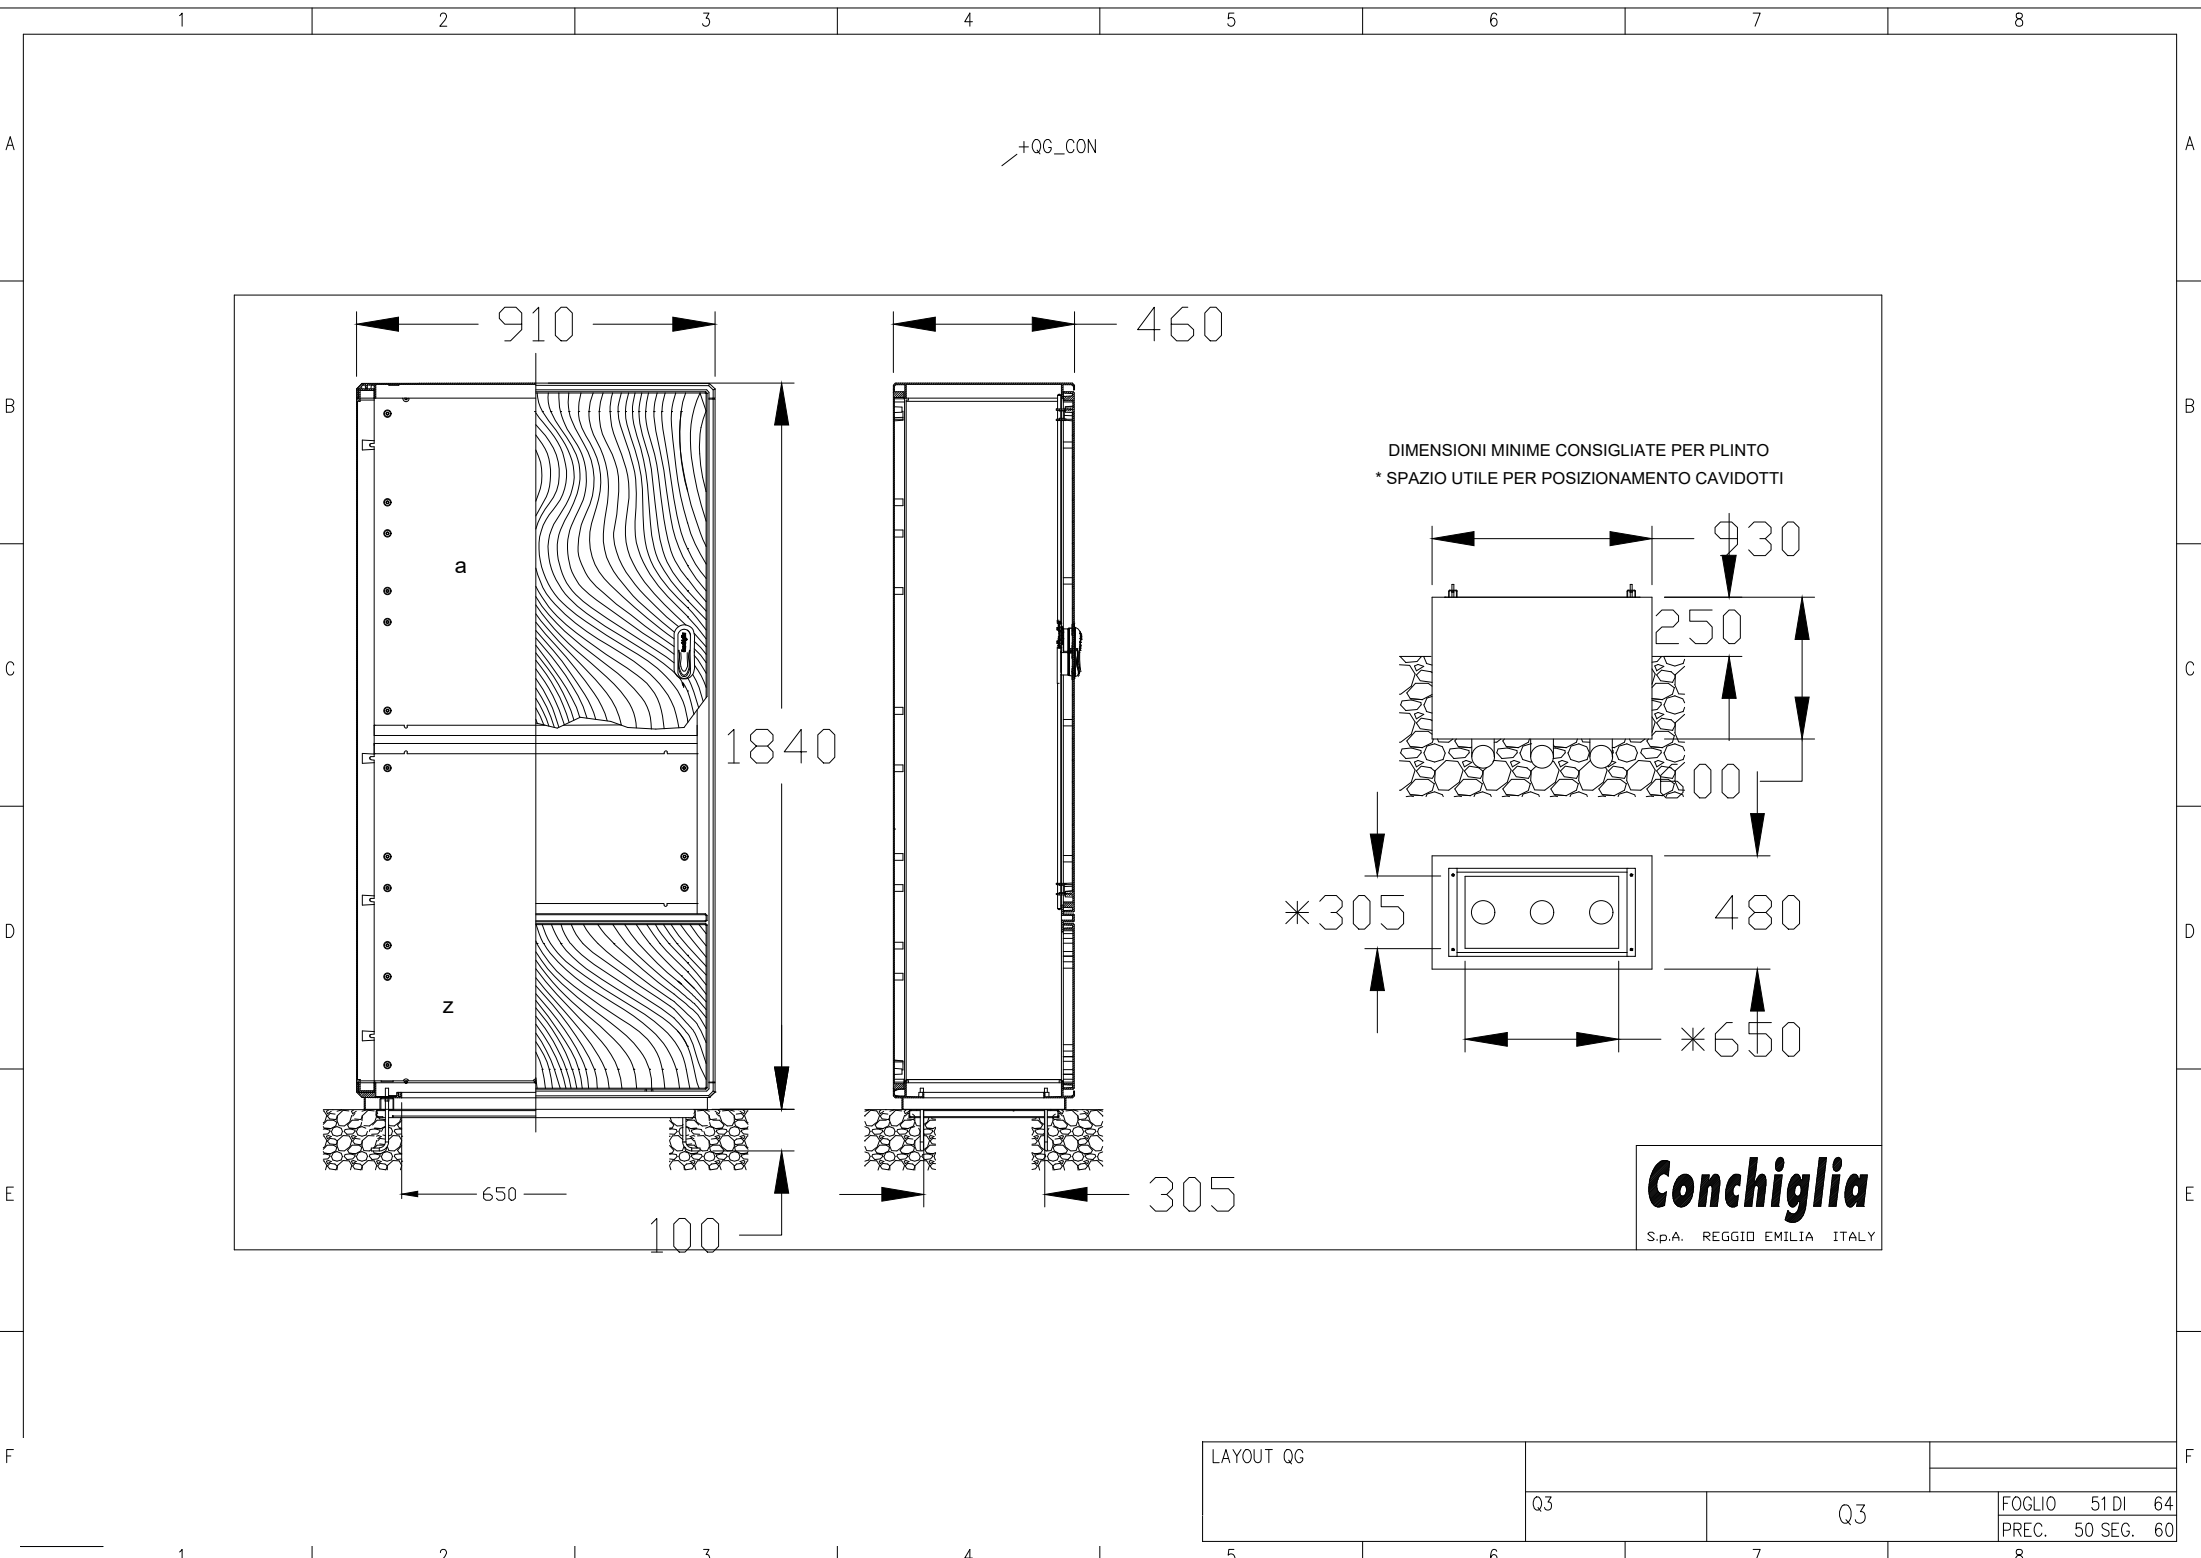 1 2 3 4 5 6 7 8
A A
+QG_CON
910
460
B B
DIMENSIONI MINIME CONSIGLIATE PER PLINTO
* SPAZIO UTILE PER POSIZIONAMENTO CAVIDOTTI
930
a
250
C C
1840
*305
480
D D
z
*650
Conchiglia
E E
650
305
S.p.A. REGGIO EMILIA ITALY
100
F F
LAYOUT QG
Q3
Q3
FOGLIO 51 DI 64
PREC. 50 SEG. 60
1 2 3 4 5 6 7 8